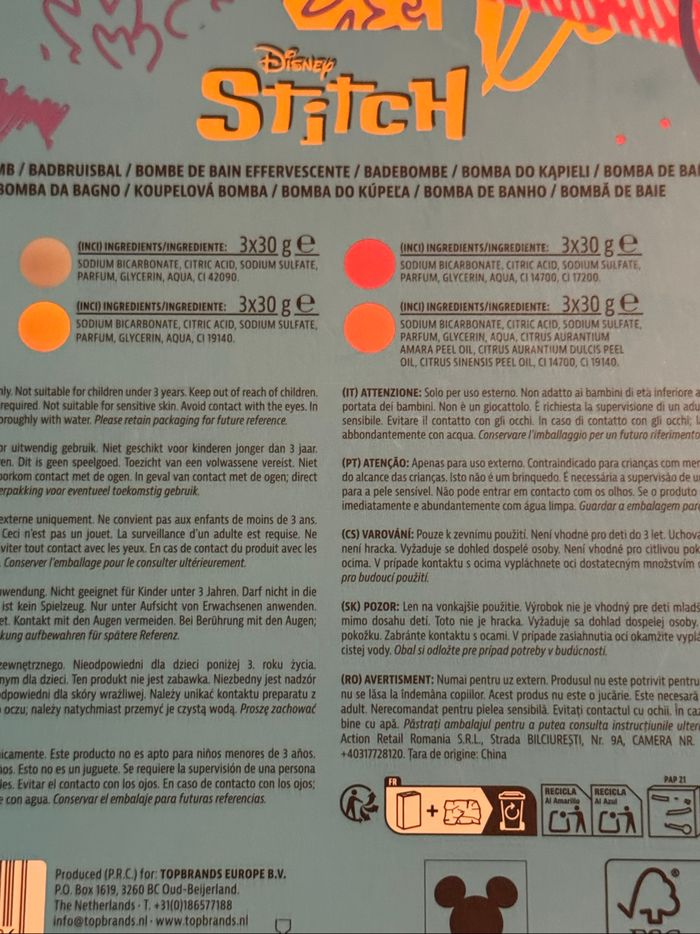 Disney
STiTCH
MB / BADBRUISBAL / BOMBE DE BAIN EFFERVESCENTE / BADEBOMBE / BOMBA DO KĄPIELI / BOMBA DE BA
BOMBA DA BAGNO / KOUPELOVÁ BOMBA / BOMBA DO KÚPEĽA / BOMBA DE BANHO / BOMBĂ DE BAIE
(INCI) INGREDIENTS/INGREDIENTE: 3x30 g ℮
SODIUM BICARBONATE, CITRIC ACID, SODIUM SULFATE,
PARFUM, GLYCERIN, AQUA, CI 42090.
(INCI) INGREDIENTS/INGREDIENTE: 3x30 g ℮
SODIUM BICARBONATE, CITRIC ACID, SODIUM SULFATE,
PARFUM, GLYCERIN, AQUA, CI 19140.
(INCI) INGREDIENTS/INGREDIENTE: 3x30 g ℮
SODIUM BICARBONATE, CITRIC ACID, SODIUM SULFATE,
PARFUM, GLYCERIN, AQUA, CI 14700, CI 17200.
(INCI) INGREDIENTS/INGREDIENTE: 3x30 g ℮
SODIUM BICARBONATE, CITRIC ACID, SODIUM SULFATE,
PARFUM, GLYCERIN, AQUA, CITRUS AURANTIUM
AMARA PEEL OIL, CITRUS AURANTIUM DULCIS PEEL
OIL, CITRUS SINENSIS PEEL OIL, CI 14700, CI 19140.
nly. Not suitable for children under 3 years. Keep out of reach of children.
required. Not suitable for sensitive skin. Avoid contact with the eyes. In
oroughly with water. Please retain packaging for future reference.
or uitwendig gebruik. Niet geschikt voor kinderen jonger dan 3 jaar.
en. Dit is geen speelgoed. Toezicht van een volwassene vereist. Niet
oorkom contact met de ogen. In geval van contact met de ogen; direct
erpakking voor eventueel toekomstig gebruik.
externe uniquement. Ne convient pas aux enfants de moins de 3 ans.
Ceci n'est pas un jouet. La surveillance d'un adulte est requise. Ne
viter tout contact avec les yeux. En cas de contact du produit avec les
Conserver l'emballage pour le consulter ultérieurement.
wendung. Nicht geeignet für Kinder unter 3 Jahren. Darf nicht in die
ist kein Spielzeug. Nur unter Aufsicht von Erwachsenen anwenden.
et. Kontakt mit den Augen vermeiden. Bei Berührung mit den Augen;
kung aufbewahren für spätere Referenz.
zewnętrznego. Nieodpowiedni dla dzieci poniżej 3. roku życia.
nym dla dzieci. Ten produkt nie jest zabawka. Niezbedny jest nadzór
odpowiedni dla skóry wrażliwej. Należy unikać kontaktu preparatu z
oczu; należy natychmiast przemyć je czystą wodą. Proszę zachować
nicamente. Este producto no es apto para niños menores de 3 años.
ños. Esto no es un juguete. Se requiere la supervisión de una persona
les. Evitar el contacto con los ojos. En caso de contacto con los ojos;
e con agua. Conservar el embalaje para futuras referencias.
(IT) ATTENZIONE: Solo per uso esterno. Non adatto ai bambini di età inferiore a
portata dei bambini. Non è un giocattolo. È richiesta la supervisione di un adu
sensibile. Evitare il contatto con gli occhi. In caso di contatto con gli occhi; l
abbondantemente con acqua. Conservare l'imballaggio per un futuro riferimento
(PT) ATENÇÃO: Apenas para uso externo. Contraindicado para crianças com men
do alcance das crianças. Isto não é um brinquedo. É necessária a supervisão de u
para a pele sensível. Não pode entrar em contacto com os olhos. Se o produto
imediatamente e abundantemente com água limpa. Guardar a embalagem para
(CS) VAROVÁNÍ: Pouze k zevnímu použití. Není vhodné pro deti do 3 let. Uchova
není hracka. Vyžaduje se dohled dospelé osoby. Není vhodné pro citlivou pok
ocima. V prípade kontaktu s ocima vypláchnete oci dostatecným množstvím
pro budoucí použití.
(SK) POZOR: Len na vonkajšie použitie. Výrobok nie je vhodný pre deti mladš
mimo dosahu detí. Toto nie je hracka. Vyžaduje sa dohlad dospelej osoby.
pokožku. Zabránte kontaktu s ocami. V prípade zasiahnutia oci okamžite vyplá
cistej vody. Obal si odložte pre prípad potreby v budúcnosti.
(RO) AVERTISMENT: Numai pentru uz extern. Produsul nu este potrivit pentru
nu se lăsa la îndemâna copiilor. Acest produs nu este o jucărie. Este necesară
adult. Nerecomandat pentru pielea sensibilă. Evitați contactul cu ochii. În caz
bine cu apă. Păstrați ambalajul pentru a putea consulta instrucțiunile ulter
Action Retail Romania S.R.L., Strada BILCIUREȘTI, Nr. 9A, CAMERA NR.
+40317728120. Țara de origine: China
FR
+
RECICLA
Al Amarillo
RECICLA
Al Azul
PAP 21
Produced (P.R.C.) for: TOPBRANDS EUROPE B.V.
P.O. Box 1619, 3260 BC Oud-Beijerland.
The Netherlands · T. +31(0)186577188
info@topbrands.nl · www.topbrands.nl
FSC